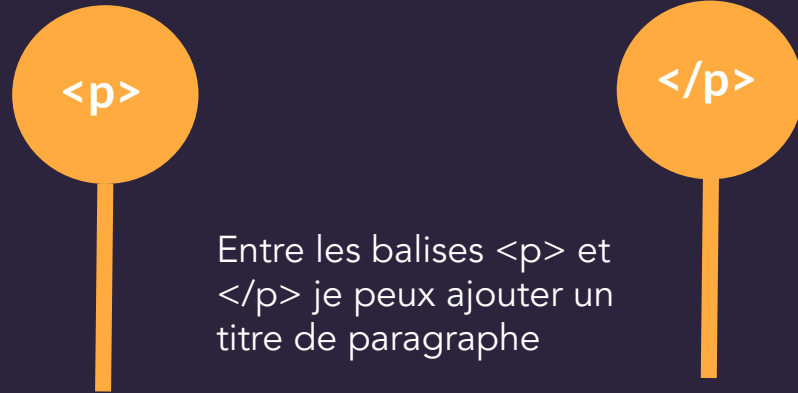 <p>
</p>
Entre les balises <p> et
</p> je peux ajouter un
titre de paragraphe